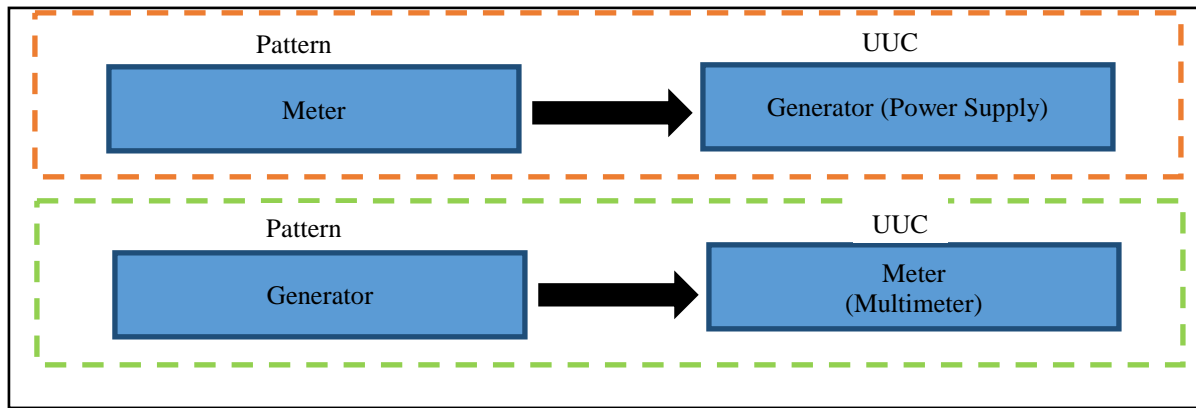 Pattern
UUC
Meter
Generator (Power Supply)
Pattern
UUC
Generator
Meter
(Multimeter)